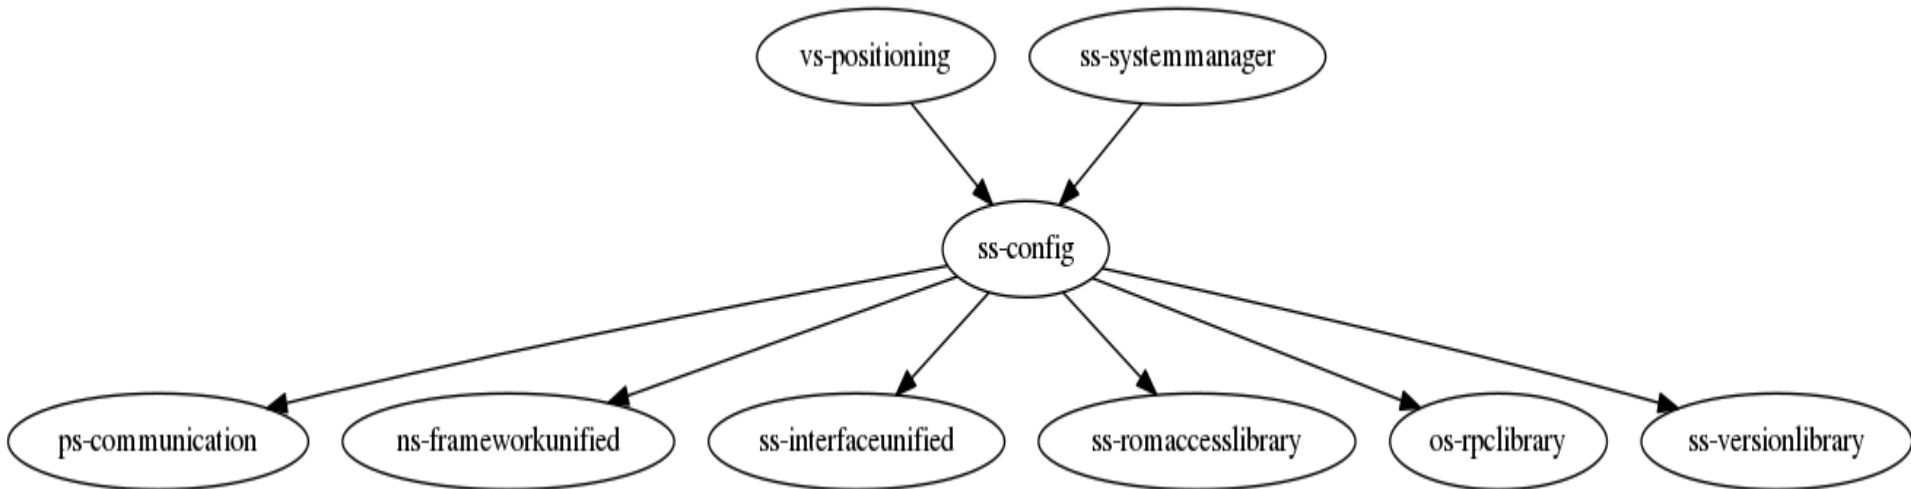 vs-positioning
ss-systemmanager
ss-config
ps-communication
ns-frameworkunified
ss-interfaceunified
ss-romaccesslibrary
os-rpclibrary
ss-versionlibrary